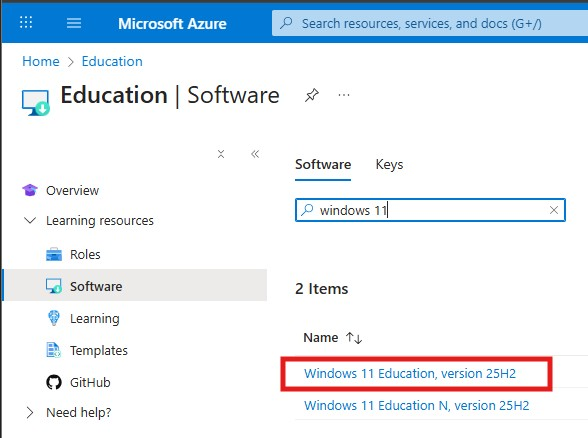 Microsoft Azure
Search resources, services, and docs (G+/)
Home > Education
Education | Software
...
Software Keys
windows 11
2 Items
Name ↑↓
Windows 11 Education, version 25H2
Windows 11 Education N, version 25H2
Overview
Learning resources
Roles
Software
Learning
Templates
GitHub
Need help?